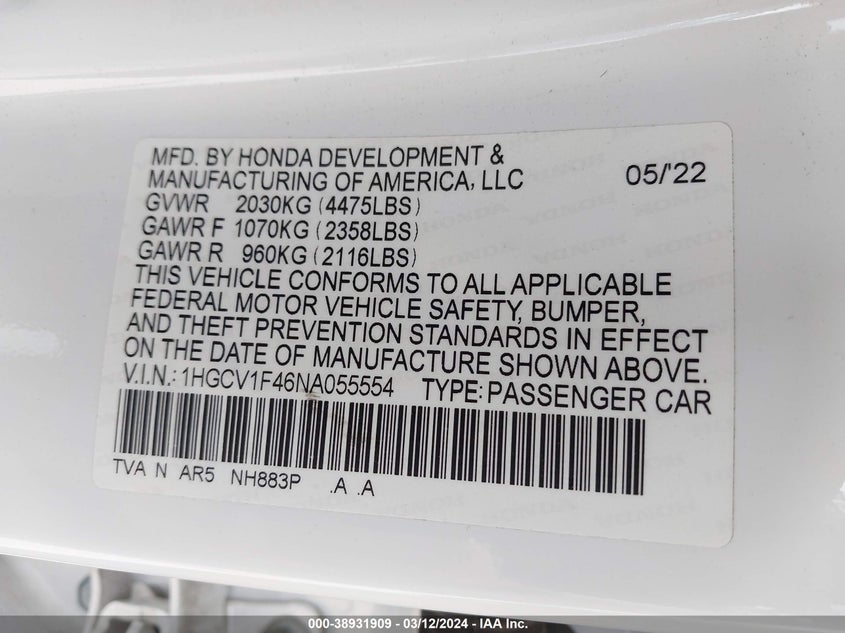 MFD. BY HONDA DEVELOPMENT &
MANUFACTURING OF AMERICA, LLC 05/'22
GVWR 2030KG (4475LBS)
GAWR F 1070KG (2358LBS)
GAWR R 960KG (2116LBS)
THIS VEHICLE CONFORMS TO ALL APPLICABLE
FEDERAL MOTOR VEHICLE SAFETY, BUMPER,
AND THEFT PREVENTION STANDARDS IN EFFECT
ON THE DATE OF MANUFACTURE SHOWN ABOVE.
V.I.N.: 1HGCV1F46NA055554 TYPE: PASSENGER CAR
TVA N AR5 NH883P .A .A
000-38931909 - 03/12/2024 - IAA Inc.